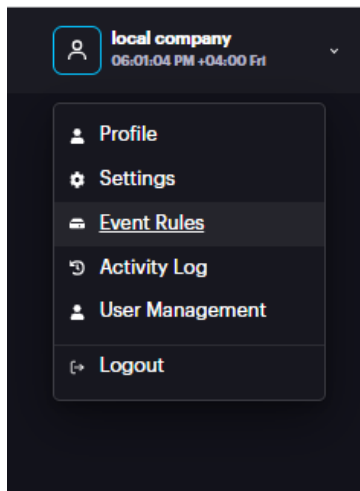 local company
06:01:04 PM +04:00 Fri
Profile
Settings
Event Rules
Activity Log
User Management
Logout